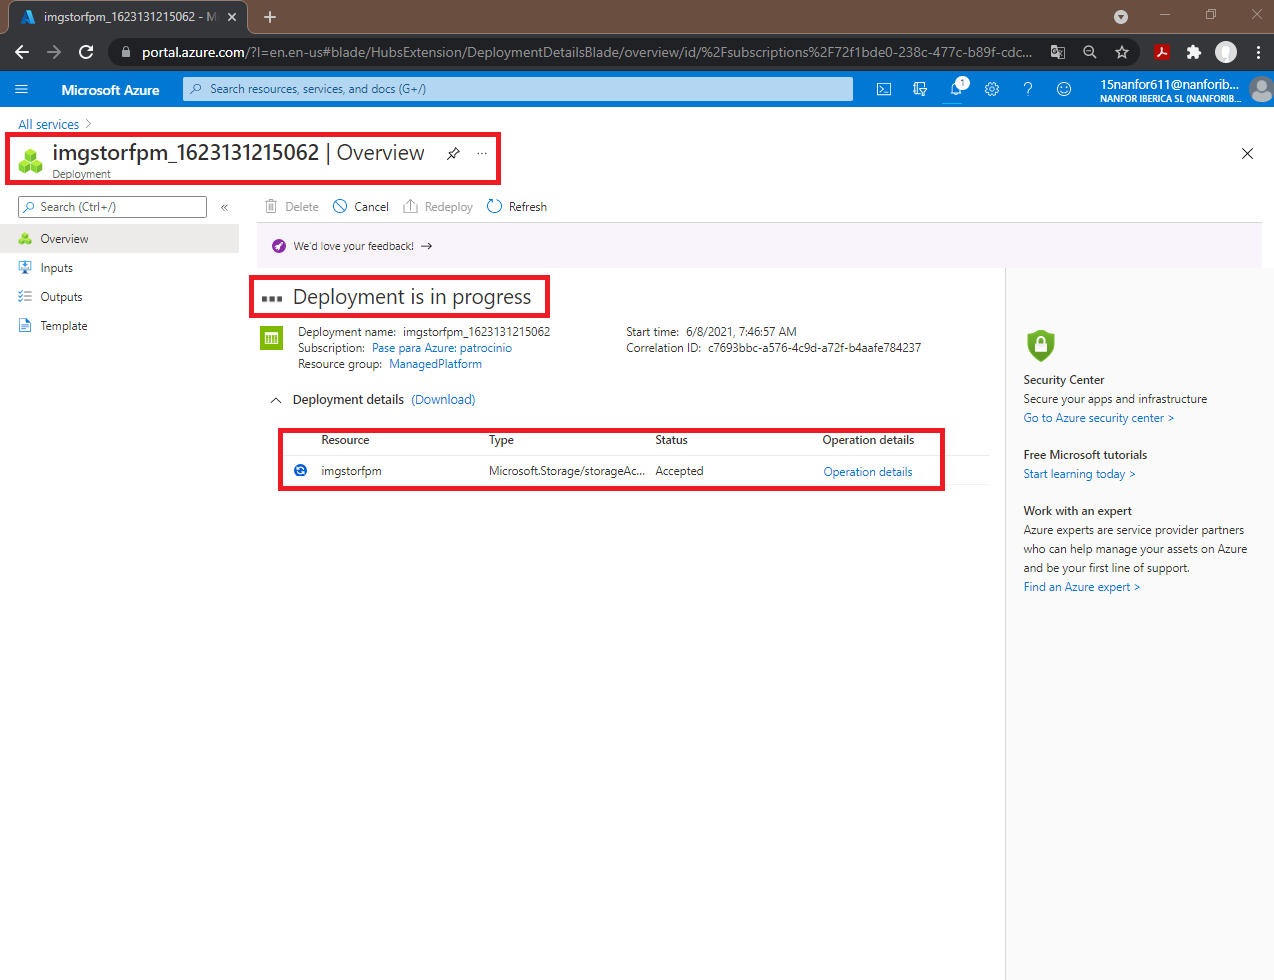 imgstorfpm_1623131215062 - M
portal.azure.com/?l=en.en-us#blade/HubsExtension/DeploymentDetailsBlade/overview/id/%2Fsubscriptions%2F72f1bde0-238c-477c-b89f-cdc...
Microsoft Azure
Search resources, services, and docs (G+/)
1
15nanfor611@nanforib...
NANFOR IBERICA SL (NANFORIB...
All services >
imgstorfpm_1623131215062 | Overview ...
Deployment
Search (Ctrl+/) «
Delete Cancel Redeploy Refresh
Overview
Inputs
Outputs
Template
We'd love your feedback! →
Deployment is in progress
Deployment name: imgstorfpm_1623131215062
Subscription: Pase para Azure: patrocinio
Resource group: ManagedPlatform
Start time: 6/8/2021, 7:46:57 AM
Correlation ID: c7693bbc-a576-4c9d-a72f-b4aafe784237
Deployment details (Download)
Resource Type Status Operation details
imgstorfpm Microsoft.Storage/storageAc... Accepted Operation details
Security Center
Secure your apps and infrastructure
Go to Azure security center >
Free Microsoft tutorials
Start learning today >
Work with an expert
Azure experts are service provider partners
who can help manage your assets on Azure
and be your first line of support.
Find an Azure expert >